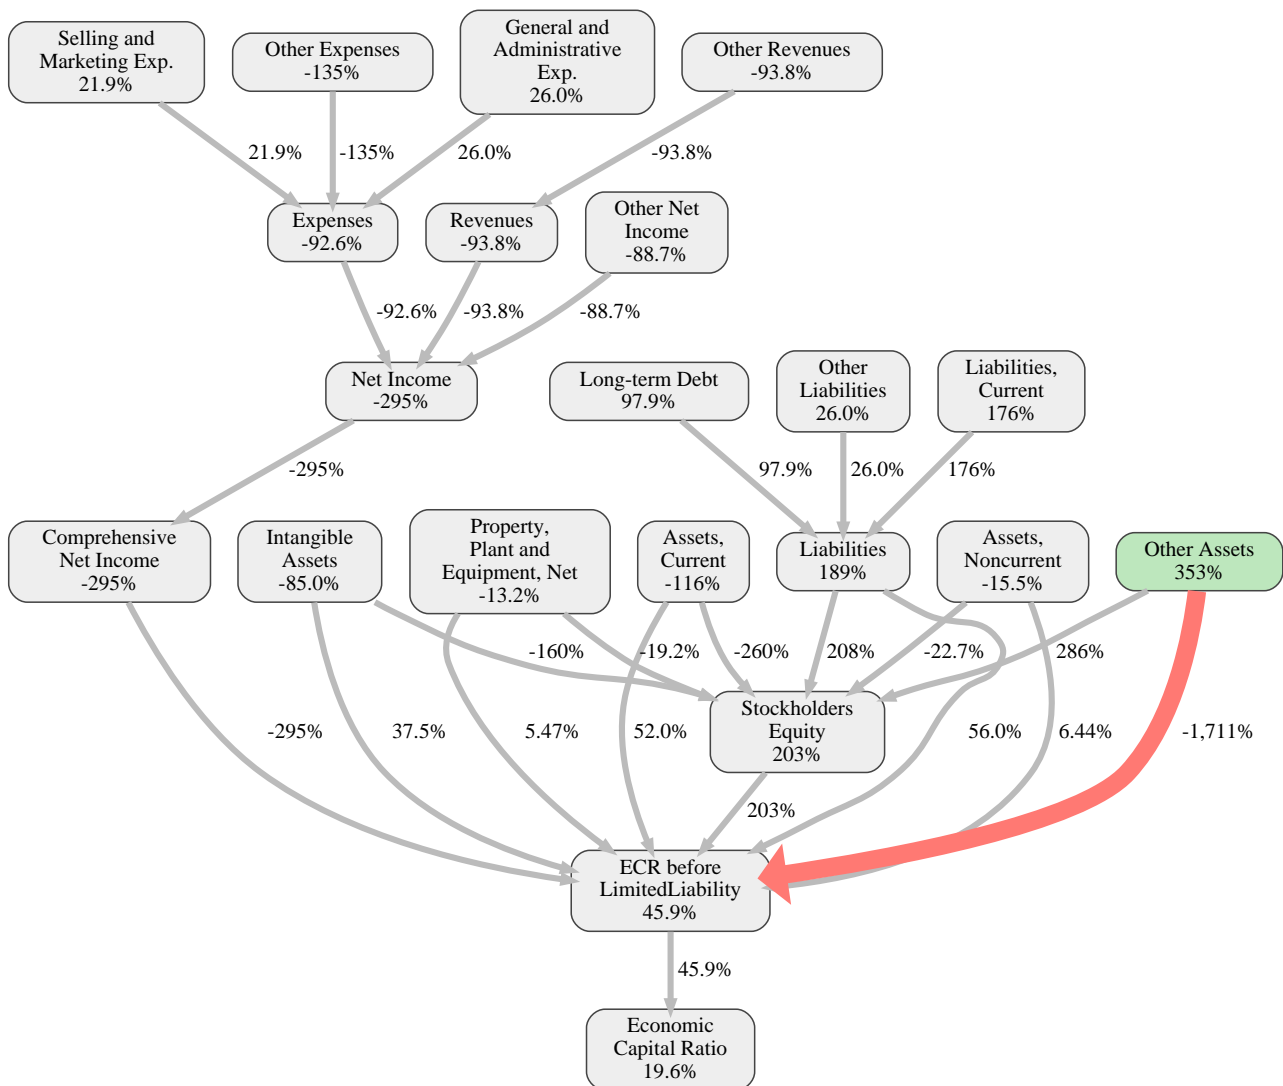 Selling and
Marketing Exp.
21.9%
Other Expenses
-135%
General and
Administrative
Exp.
26.0%
Other Revenues
-93.8%
21.9%
-135%
26.0%
-93.8%
Expenses
-92.6%
Revenues
-93.8%
Other Net
Income
-88.7%
-92.6%
-93.8%
-88.7%
Net Income
-295%
Long-term Debt
97.9%
Other
Liabilities
26.0%
Liabilities,
Current
176%
-295%
97.9%
26.0%
176%
Comprehensive
Net Income
-295%
Intangible
Assets
-85.0%
Property,
Plant and
Equipment, Net
-13.2%
Assets,
Current
-116%
Liabilities
189%
Assets,
Noncurrent
-15.5%
Other Assets
353%
-160%
-19.2%
-260%
208%
-22.7%
286%
Stockholders
Equity
203%
-295%
37.5%
5.47%
52.0%
56.0%
6.44%
-1,711%
203%
ECR before
LimitedLiability
45.9%
45.9%
Economic
Capital Ratio
19.6%